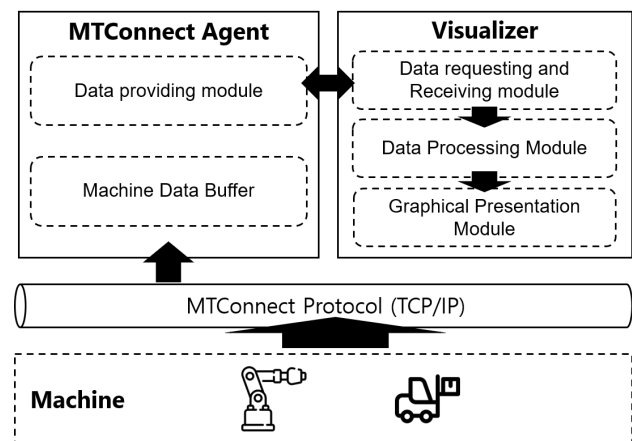 MTConnect Agent
Data providing module
Machine Data Buffer
Visualizer
Data requesting and
Receiving module
Data Processing Module
Graphical Presentation
Module
MTConnect Protocol (TCP/IP)
Machine